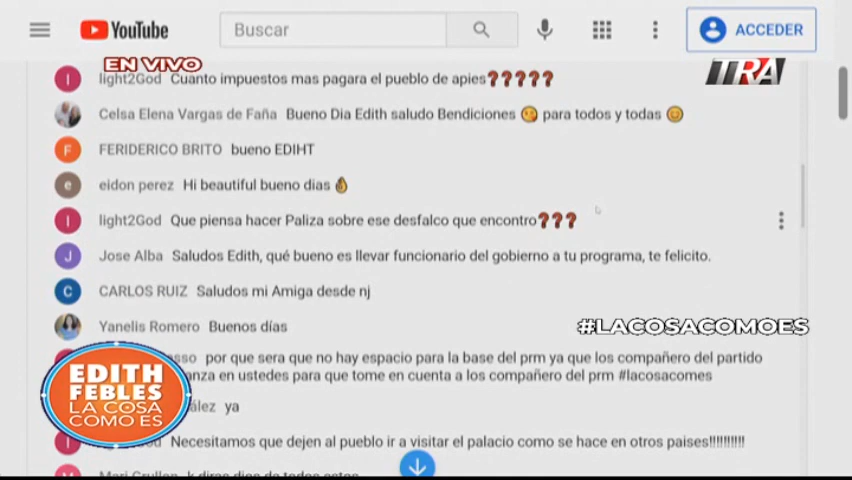 YouTube
Buscar
ACCEDER
EN VIVO
TRA
light2God Cuanto impuestos mas pagara el pueblo de apies❓❓❓❓❓
Celsa Elena Vargas de Faña Bueno Dia Edith saludo Bendiciones 😘 para todos y todas 😊
F FERIDERICO BRITO bueno EDIHT
e eidon perez Hi beautiful bueno dias 👌
light2God Que piensa hacer Paliza sobre ese desfalco que encontro❓❓❓
J Jose Alba Saludos Edith, qué bueno es llevar funcionario del gobierno a tu programa, te felicito.
C CARLOS RUIZ Saludos mi Amiga desde nj
Yanelis Romero Buenos días
#LACOSACOMOES
por que sera que no hay espacio para la base del prm ya que los compañero del partido
en ustedes para que tome en cuenta a los compañero del prm #lacosacomes
ya
Necesitamos que dejen al pueblo ir a visitar el palacio como se hace en otros paises!!!!!!!!!!
EDITH
FEBLES
LA COSA
COMO ES